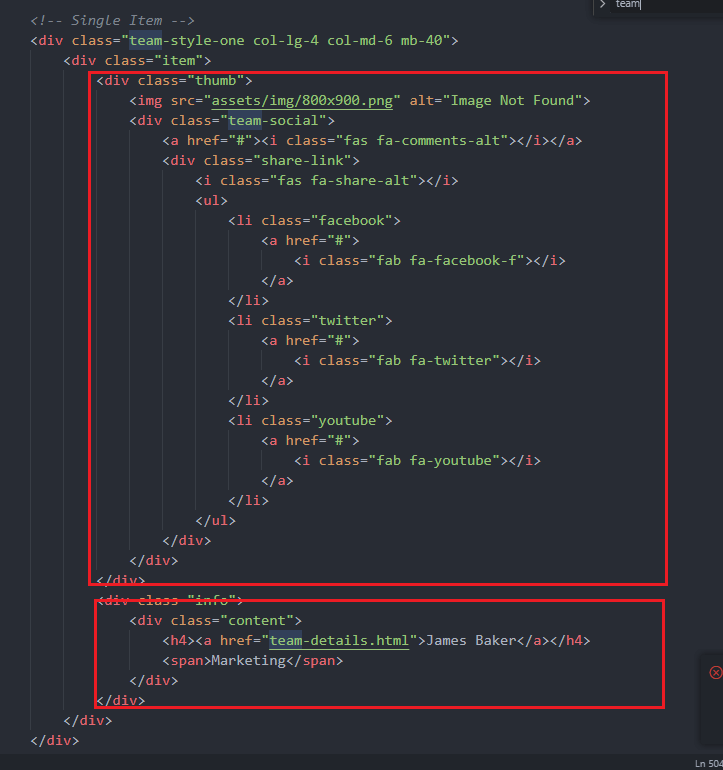 team
<!-- Single Item -->
<div class="team-style-one col-lg-4 col-md-6 mb-40">
<div class="item">
<div class="thumb">
<img src="assets/img/800x900.png" alt="Image Not Found">
<div class="team-social">
<a href="#"><i class="fas fa-comments-alt"></i></a>
<div class="share-link">
<i class="fas fa-share-alt"></i>
<ul>
<li class="facebook">
<a href="#">
<i class="fab fa-facebook-f"></i>
</a>
</li>
<li class="twitter">
<a href="#">
<i class="fab fa-twitter"></i>
</a>
</li>
<li class="youtube">
<a href="#">
<i class="fab fa-youtube"></i>
</a>
</li>
</ul>
</div>
</div>
</div>
<div class="info">
<div class="content">
<h4><a href="team-details.html">James Baker</a></h4>
<span>Marketing</span>
</div>
</div>
</div>
</div>
Ln 504